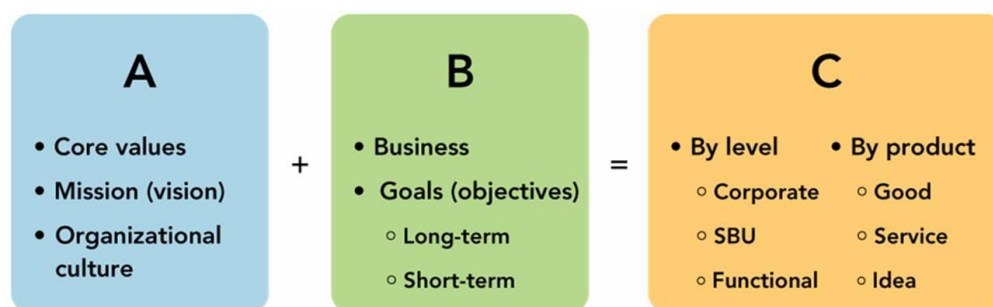 A
• Core values
• Mission (vision)
• Organizational
culture
+
B
• Business
• Goals (objectives)
○ Long-term
○ Short-term
=
C
• By level
○ Corporate
○ SBU
○ Functional
• By product
○ Good
○ Service
○ Idea